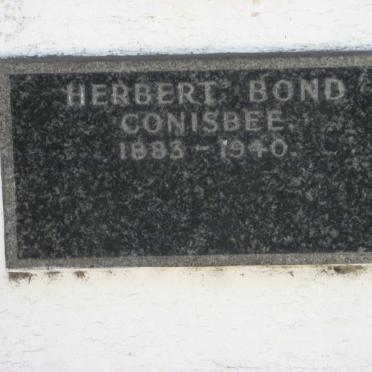 HERBERT BOND
CONISBEE
1883 - 1940